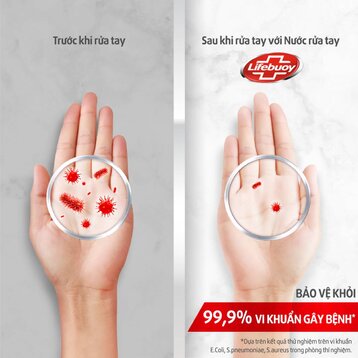 Trước khi rửa tay
Sau khi rửa tay với Nước rửa tay
Lifebuoy
BẢO VỆ KHỎI
99,9% VI KHUẨN GÂY BỆNH*
*Dựa trên kết quả thử nghiệm trên vi khuẩn
E.Coli, S.pneumoniae, S.aureus trong phòng thí nghiệm.